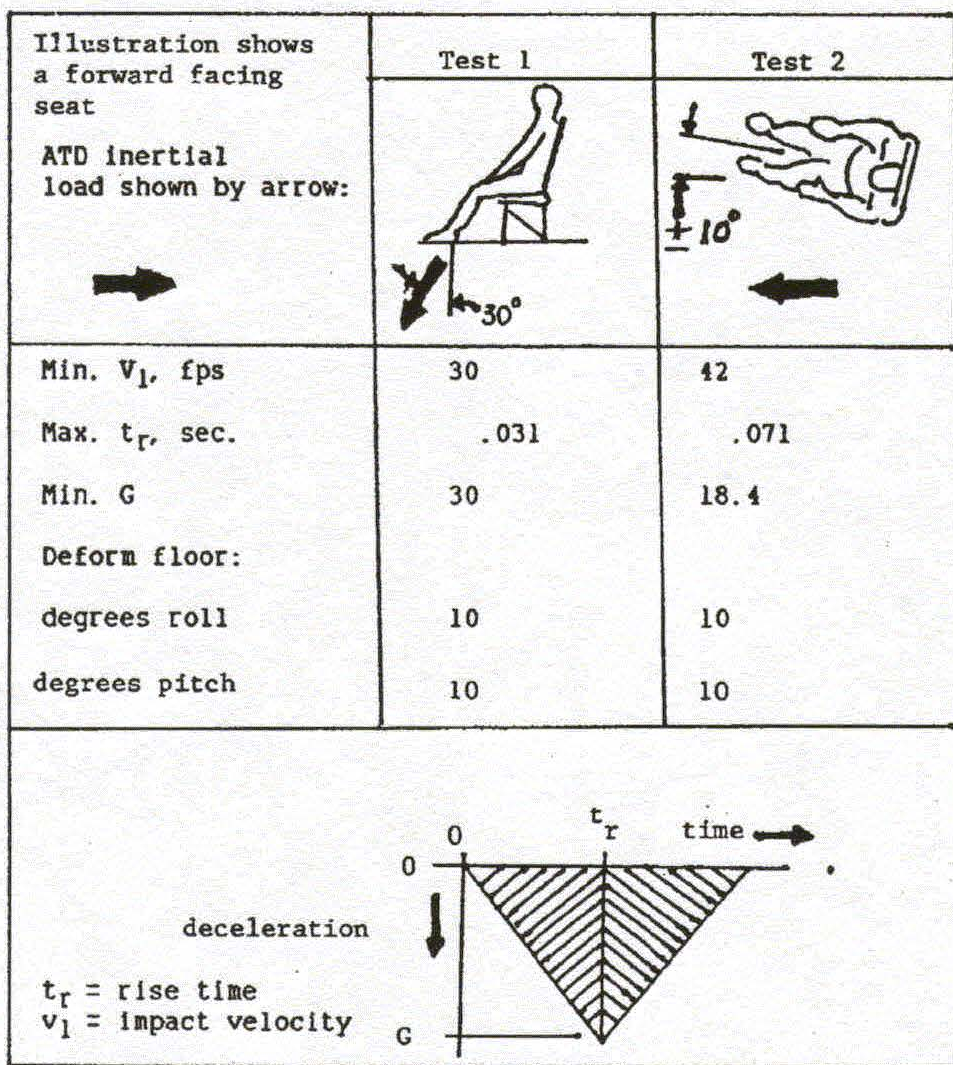 Illustration shows
a forward facing
seat
ATD inertial
load shown by arrow:
Test 1
Test 2
30°
± 10°
Min. V₁, fps 30 42
Max. tᵣ, sec. .031 .071
Min. G 30 18.4
Deform floor:
degrees roll 10 10
degrees pitch 10 10
0 tᵣ time
0
deceleration
tᵣ = rise time
v₁ = impact velocity
G